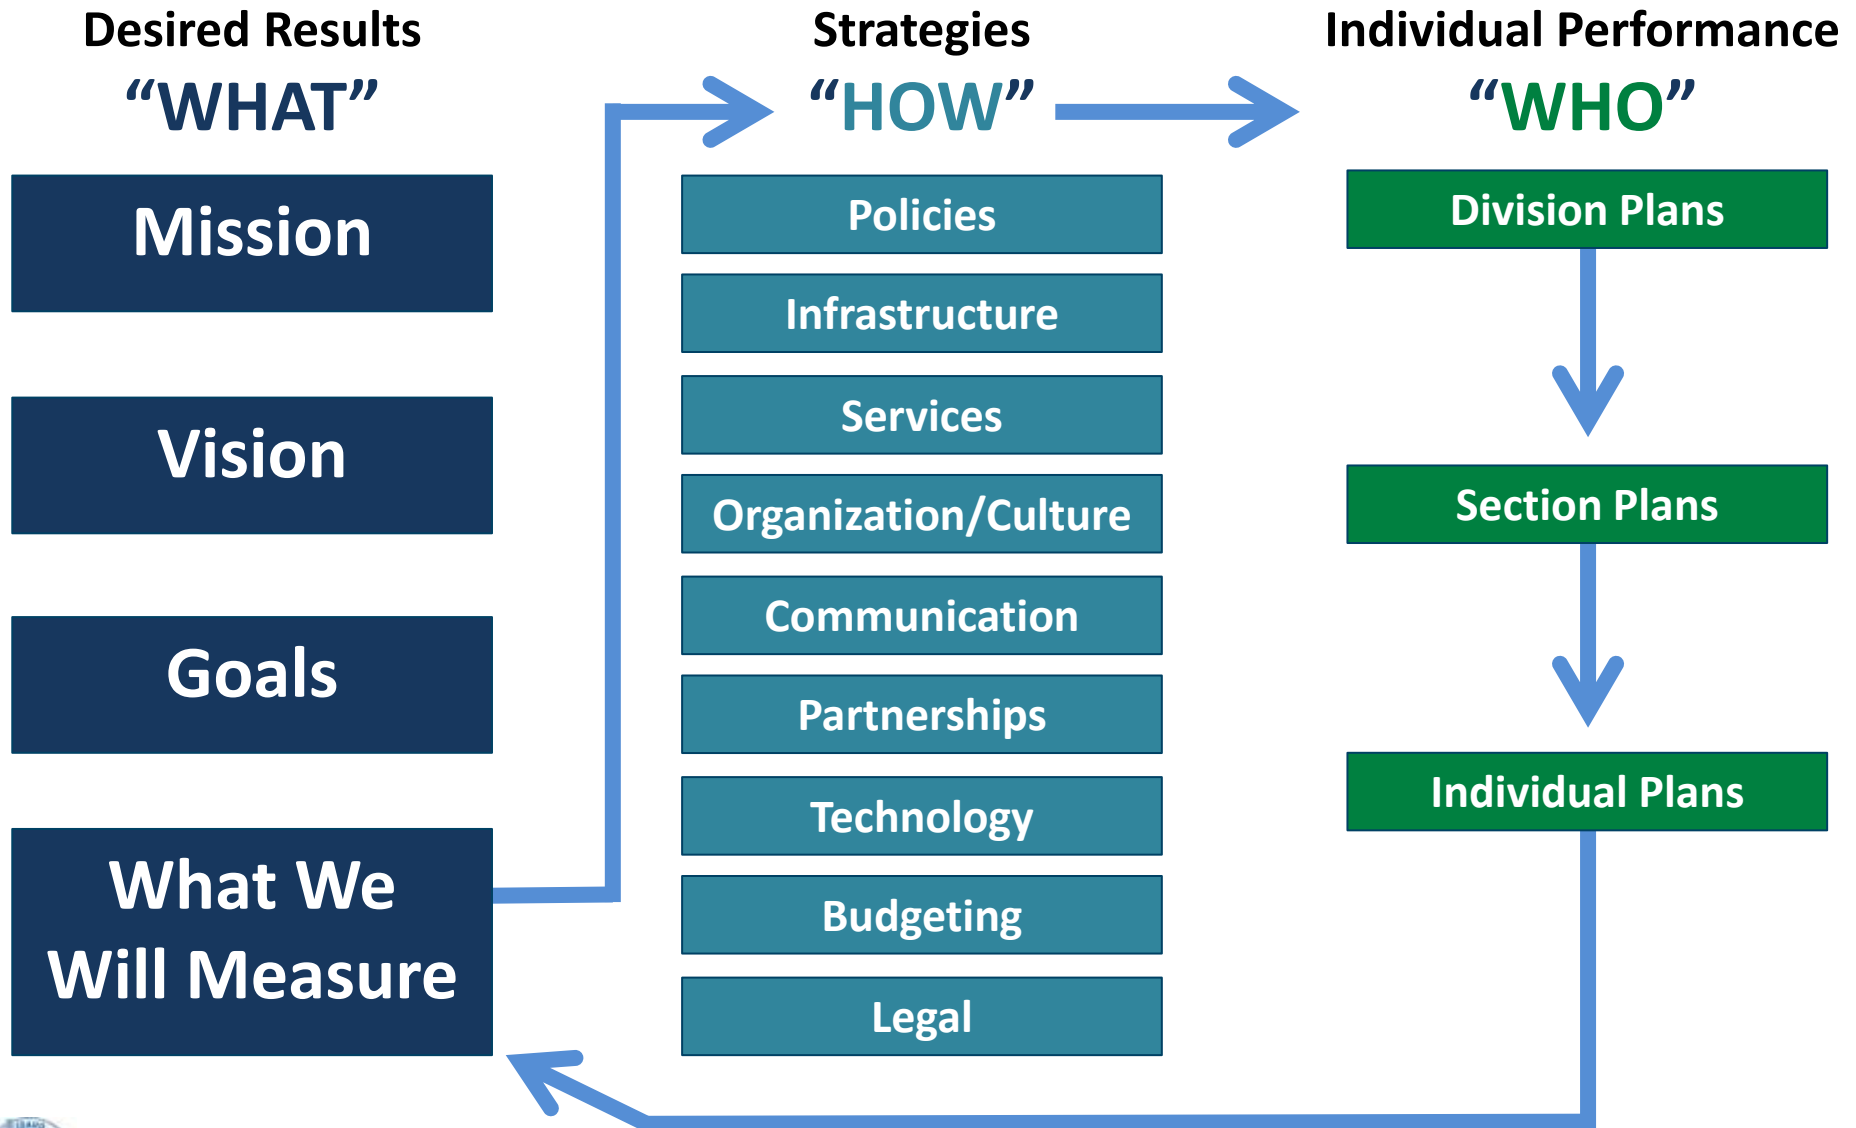 Desired Results
“WHAT”
Mission
Vision
Goals
What We
Will Measure
Strategies
“HOW”
Policies
Infrastructure
Services
Organization/Culture
Communication
Partnerships
Technology
Budgeting
Legal
Individual Performance
“WHO”
Division Plans
Section Plans
Individual Plans